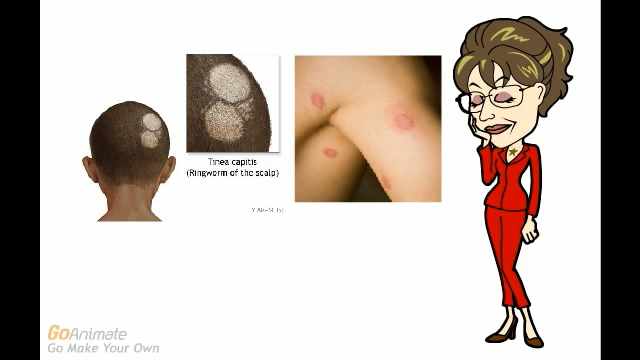 Tinea capitis
(Ringworm of the scalp)
GoAnimate
Go Make Your Own